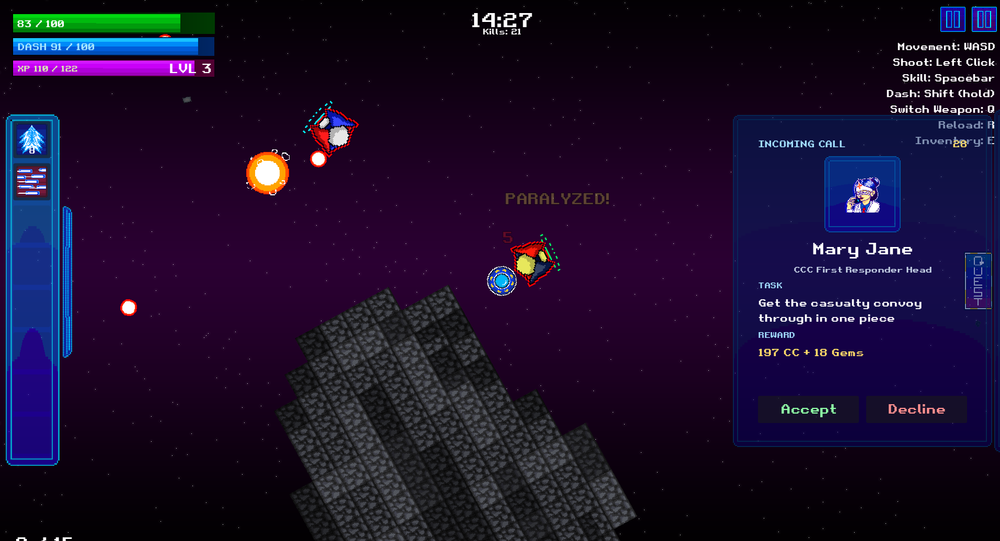 83 / 100
DASH 91 / 100
XP 110 / 122
LVL 3
14:27
Kills: 21
Movement: WASD
Shoot: Left Click
Skill: Spacebar
Dash: Shift (hold)
Switch Weapon: Q
Reload: R
Inventory: E
8
PARALYZED!
5
INCOMING CALL
28
Mary Jane
CCC First Responder Head
TASK
Get the casualty convoy
through in one piece
REWARD
197 CC + 18 Gems
Accept
Decline
QUEST